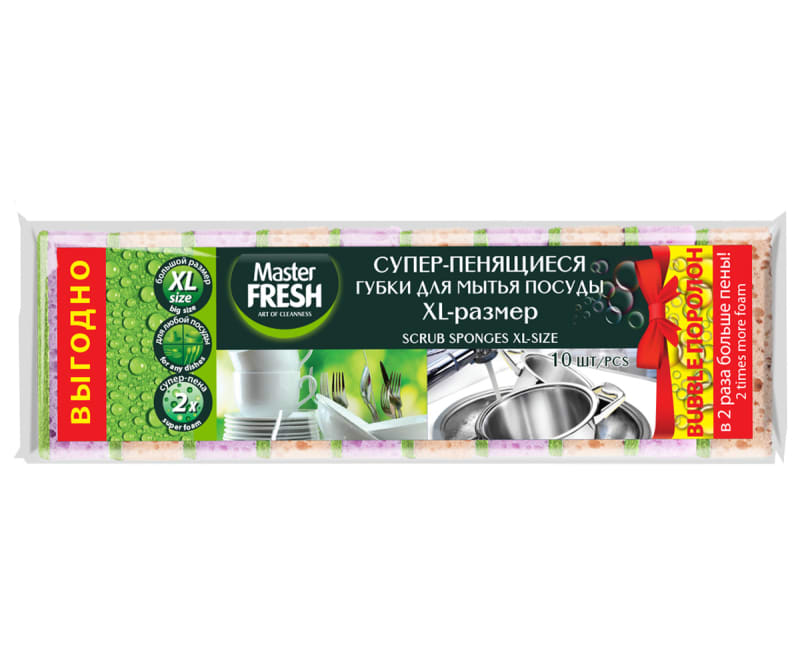 ВЫГОДНО
большой размер
XL
size
big size
для любой посуды
for any dishes
супер-пена
2x
super foam
Master
FRESH
ART OF CLEANNESS
СУПЕР-ПЕНЯЩИЕСЯ
ГУБКИ ДЛЯ МЫТЬЯ ПОСУДЫ
XL-размер
SCRUB SPONGES XL-SIZE
10 ШТ/PCS
BUBBLE ПОРОЛОН
в 2 раза больше пены!
2 times more foam